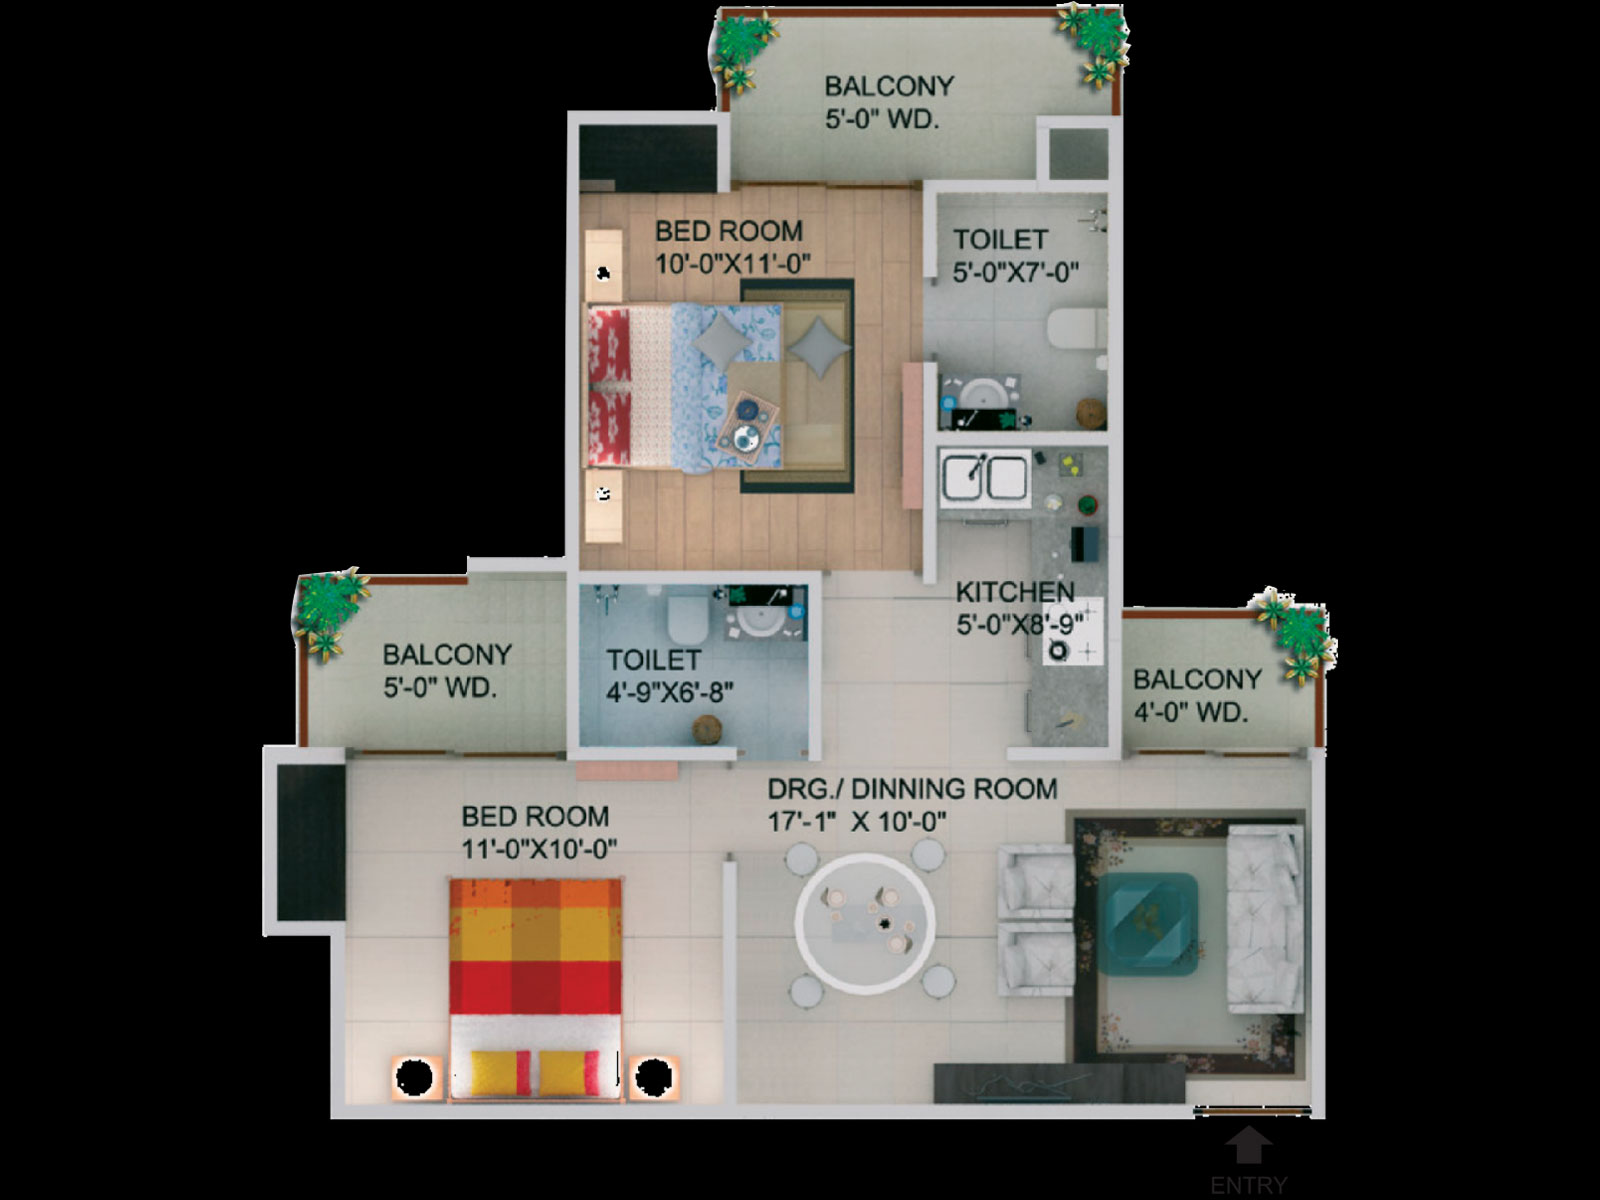 BALCONY
5'-0" WD.
BED ROOM
10'-0"X11'-0"
TOILET
5'-0"X7'-0"
KITCHEN
5'-0"X8'-9"
BALCONY
5'-0" WD.
TOILET
4'-9"X6'-8"
BALCONY
4'-0" WD.
BED ROOM
11'-0"X10'-0"
DRG./ DINNING ROOM
17'-1" X 10'-0"
ENTRY